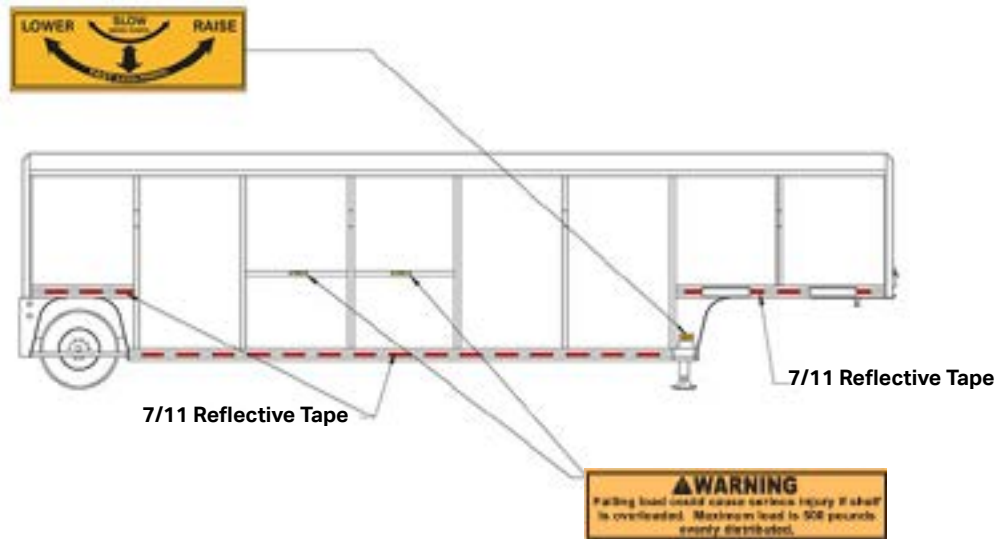 LOWER
SLOW
RAISE
7/11 Reflective Tape
7/11 Reflective Tape
WARNING
Falling load could cause serious injury if shelf
is overloaded. Maximum load is 500 pounds
evenly distributed.